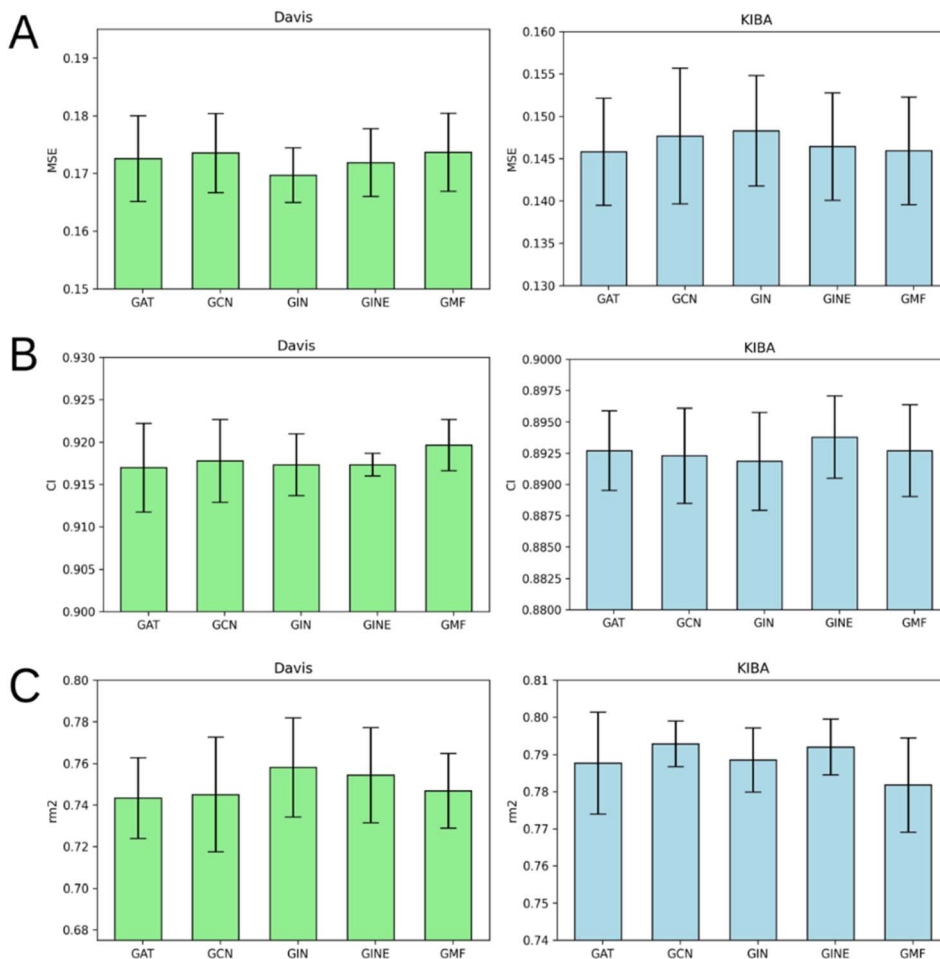 A
Davis
0.19
0.18
0.17
0.16
0.15
MSE
GAT GCN GIN GINE GMF
KIBA
0.160
0.155
0.150
0.145
0.140
0.135
0.130
MSE
GAT GCN GIN GINE GMF
B
Davis
0.930
0.925
0.920
0.915
0.910
0.905
0.900
CI
GAT GCN GIN GINE GMF
KIBA
0.9000
0.8975
0.8950
0.8925
0.8900
0.8875
0.8850
0.8825
0.8800
CI
GAT GCN GIN GINE GMF
C
Davis
0.80
0.78
0.76
0.74
0.72
0.70
0.68
rm2
GAT GCN GIN GINE GMF
KIBA
0.81
0.80
0.79
0.78
0.77
0.76
0.75
0.74
rm2
GAT GCN GIN GINE GMF